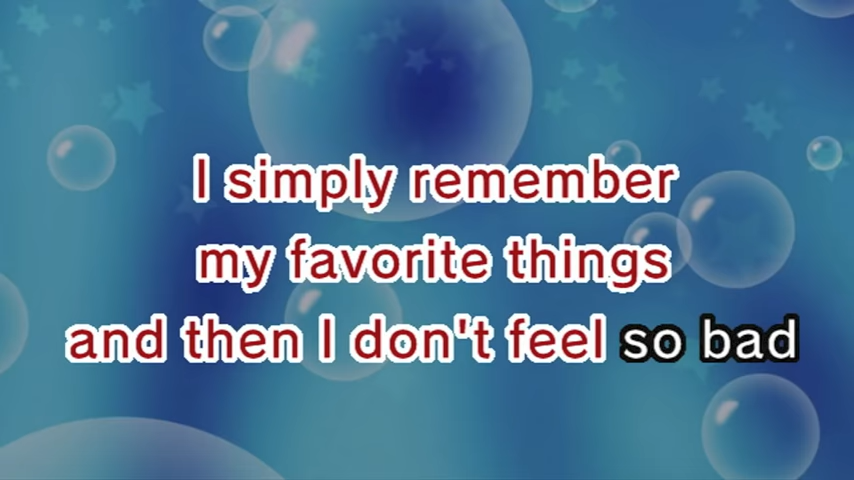 I simply remember
my favorite things
and then I don't feel so bad